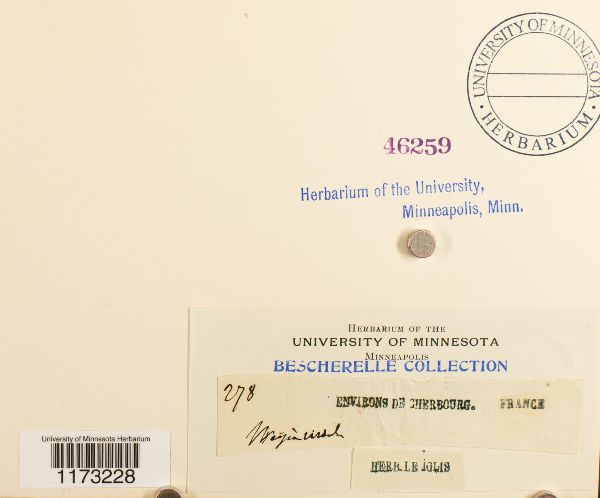 UNIVERSITY OF MINNESOTA
• HERBARIUM •
46259
Herbarium of the University,
Minneapolis, Minn.
HERBARIUM OF THE
UNIVERSITY OF MINNESOTA
MINNEAPOLIS
BESCHERELLE COLLECTION
278
ENVIRONS DE CHERBOURG. FRANCE
HERB. LE JOLIS
University of Minnesota Herbarium
1173228